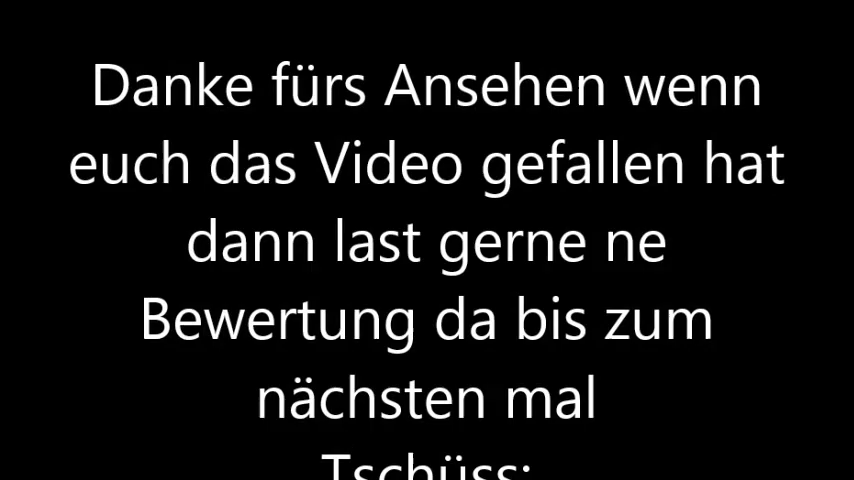 Danke fürs Ansehen wenn
euch das Video gefallen hat
dann last gerne ne
Bewertung da bis zum
nächsten mal
Tschüss: